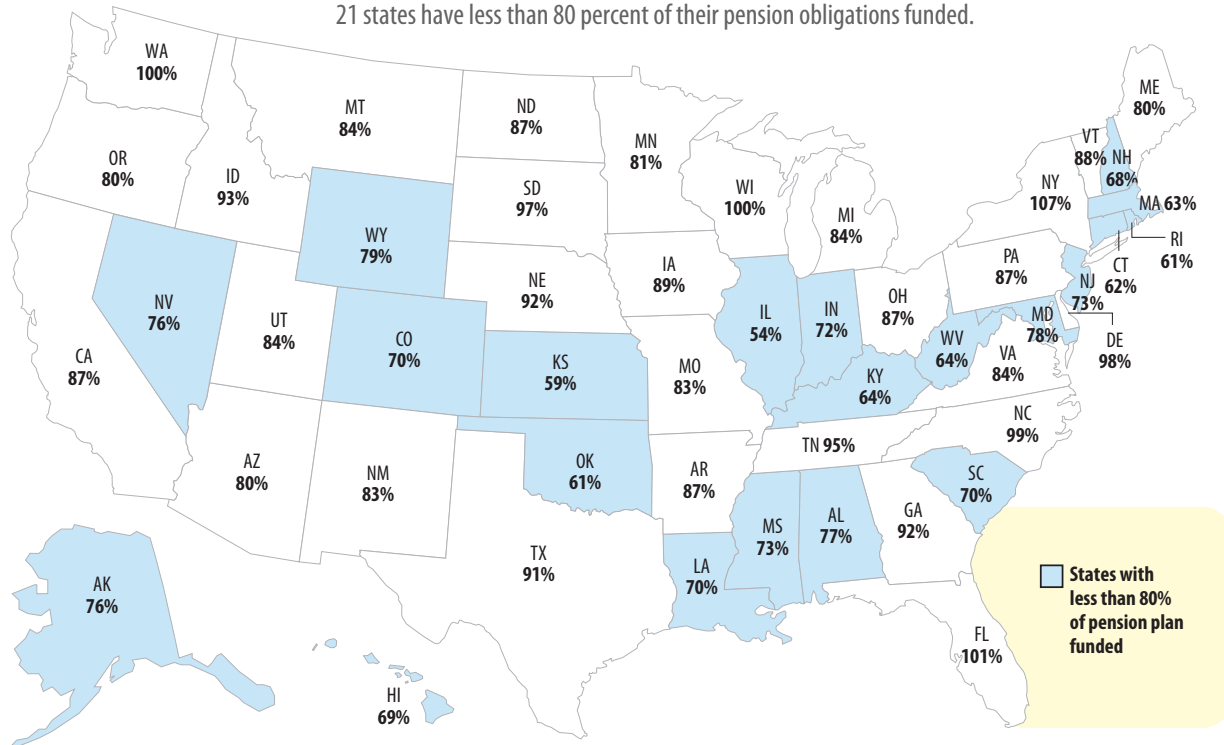 21 states have less than 80 percent of their pension obligations funded.
WA
100%
MT
84%
ND
87%
MN
81%
ME
80%
VT
88%
NH
68%
OR
80%
ID
93%
SD
97%
WI
100%
MI
84%
NY
107%
MA 63%
RI
61%
CT
62%
WY
79%
IA
89%
PA
87%
NJ
73%
NE
92%
NV
76%
UT
84%
CO
70%
IL
54%
IN
72%
OH
87%
MD
78%
DE
98%
WV
64%
VA
84%
CA
87%
KS
59%
MO
83%
KY
64%
NC
99%
TN 95%
AZ
80%
NM
83%
OK
61%
AR
87%
SC
70%
MS
73%
AL
77%
GA
92%
TX
91%
LA
70%
AK
76%
States with
less than 80%
of pension plan
funded
FL
101%
HI
69%